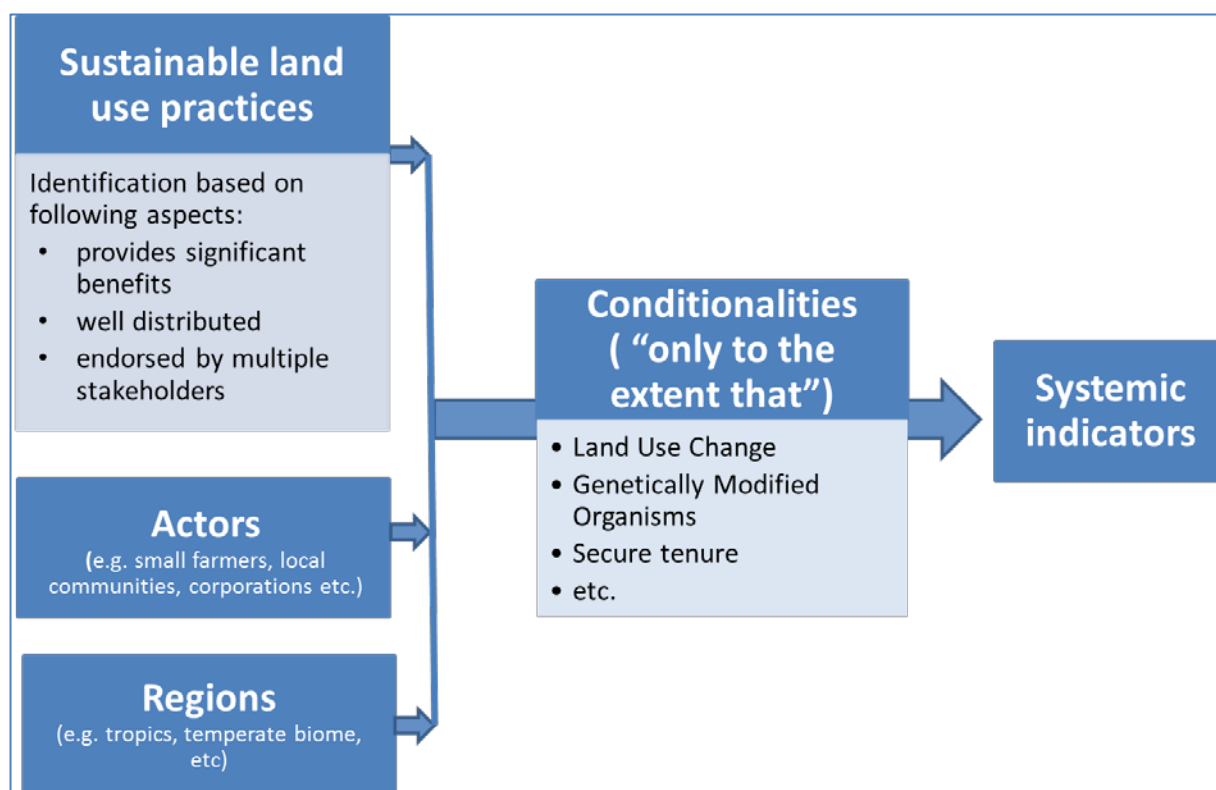 Sustainable land
use practices
Identification based on
following aspects:
• provides significant
benefits
• well distributed
• endorsed by multiple
stakeholders
Actors
(e.g. small farmers, local
communities, corporations etc.)
Regions
(e.g. tropics, temperate biome,
etc)
Conditionalities
( “only to the
extent that”)
• Land Use Change
• Genetically Modified
Organisms
• Secure tenure
• etc.
Systemic
indicators